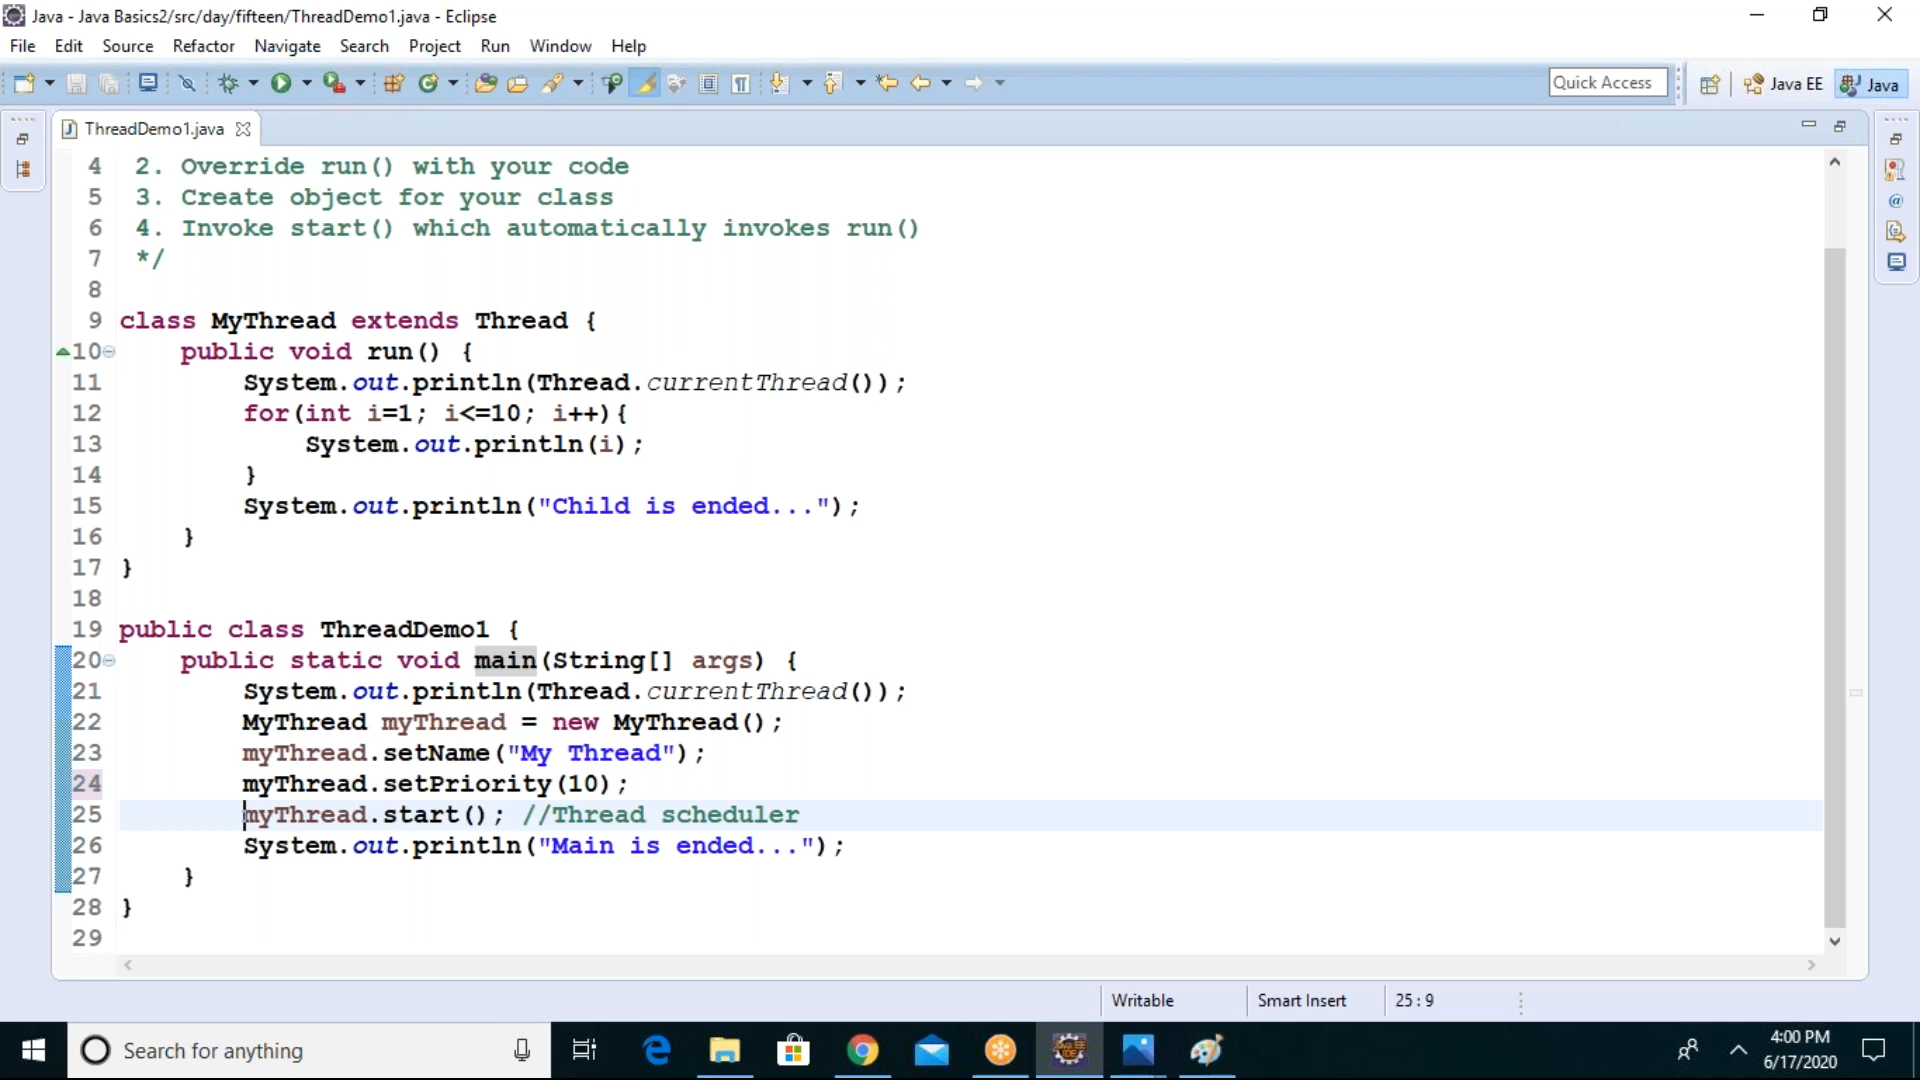 Java - Java Basics2/src/day/fifteen/ThreadDemo1.java - Eclipse
File Edit Source Refactor Navigate Search Project Run Window Help
Quick Access
Java EE
Java
ThreadDemo1.java
4 2. Override run() with your code
5 3. Create object for your class
6 4. Invoke start() which automatically invokes run()
7 */
8
9 class MyThread extends Thread {
10 public void run() {
11 System.out.println(Thread.currentThread());
12 for(int i=1; i<=10; i++){
13 System.out.println(i);
14 }
15 System.out.println("Child is ended...");
16 }
17 }
18
19 public class ThreadDemo1 {
20 public static void main(String[] args) {
21 System.out.println(Thread.currentThread());
22 MyThread myThread = new MyThread();
23 myThread.setName("My Thread");
24 myThread.setPriority(10);
25 myThread.start(); //Thread scheduler
26 System.out.println("Main is ended...");
27 }
28 }
29
Writable
Smart Insert
25 : 9
Search for anything
4:00 PM
6/17/2020